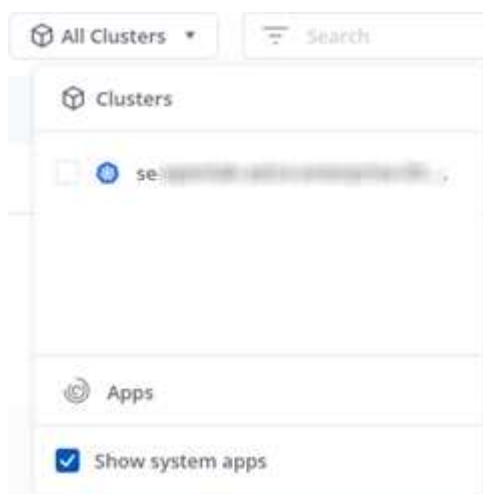 All Clusters
Search
Clusters
se
Apps
Show system apps